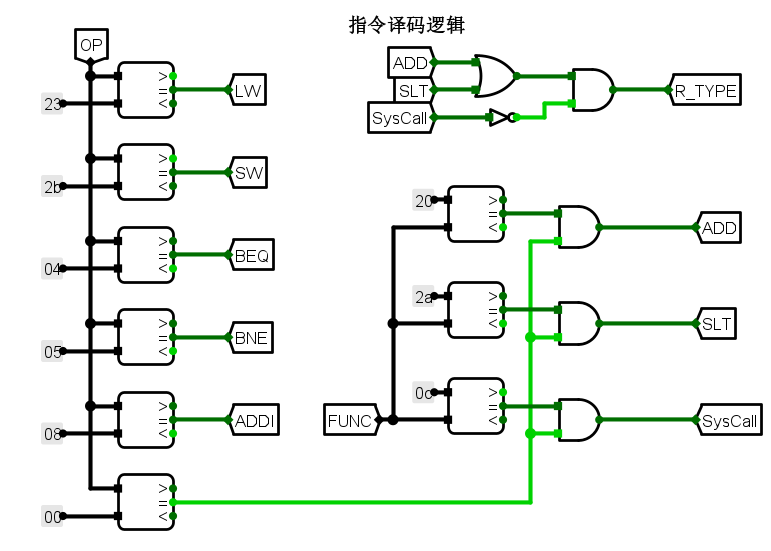 指令译码逻辑
OP
23
> = <
LW
2b
> = <
SW
04
> = <
BEQ
05
> = <
BNE
08
> = <
ADDI
00
> = <
ADD
SLT
SysCall
R_TYPE
20
> = <
ADD
2a
> = <
SLT
0c
> = <
FUNC
SysCall